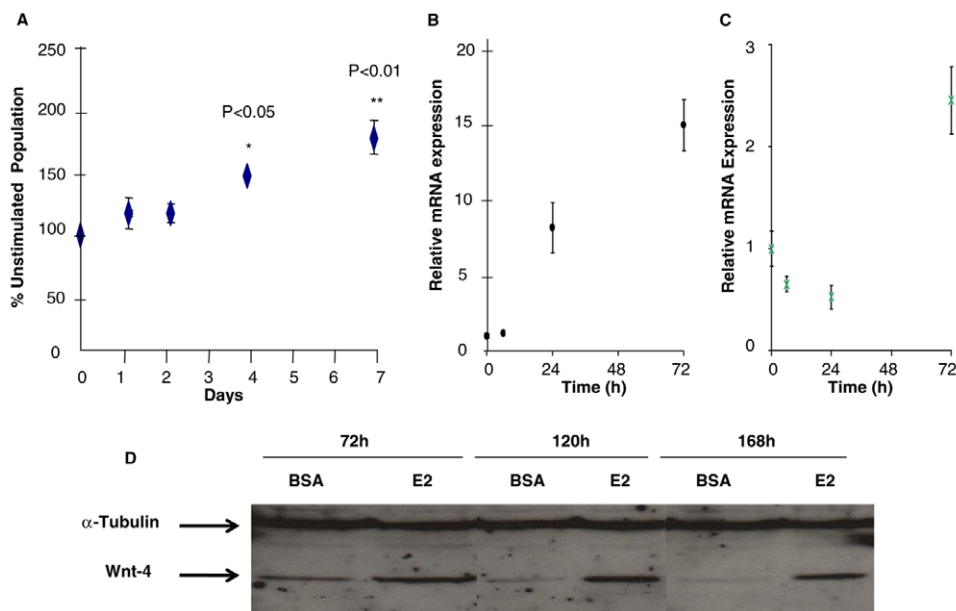 A
% Unstimulated Population
250
200
150
100
50
0
P<0.05
*
P<0.01
**
0 1 2 3 4 5 6 7
Days
B
Relative mRNA expression
20
15
10
5
0
0 24 48 72
Time (h)
C
Relative mRNA Expression
3
2
1
0
0 24 48 72
Time (h)
D
72h 120h 168h
BSA E2 BSA E2 BSA E2
α-Tubulin
Wnt-4